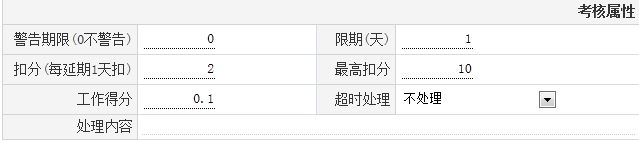 考核属性
警告期限(0不警告) 0 限期(天) 1
扣分(每延期1天扣) 2 最高扣分 10
工作得分 0.1 超时处理 不处理
处理内容